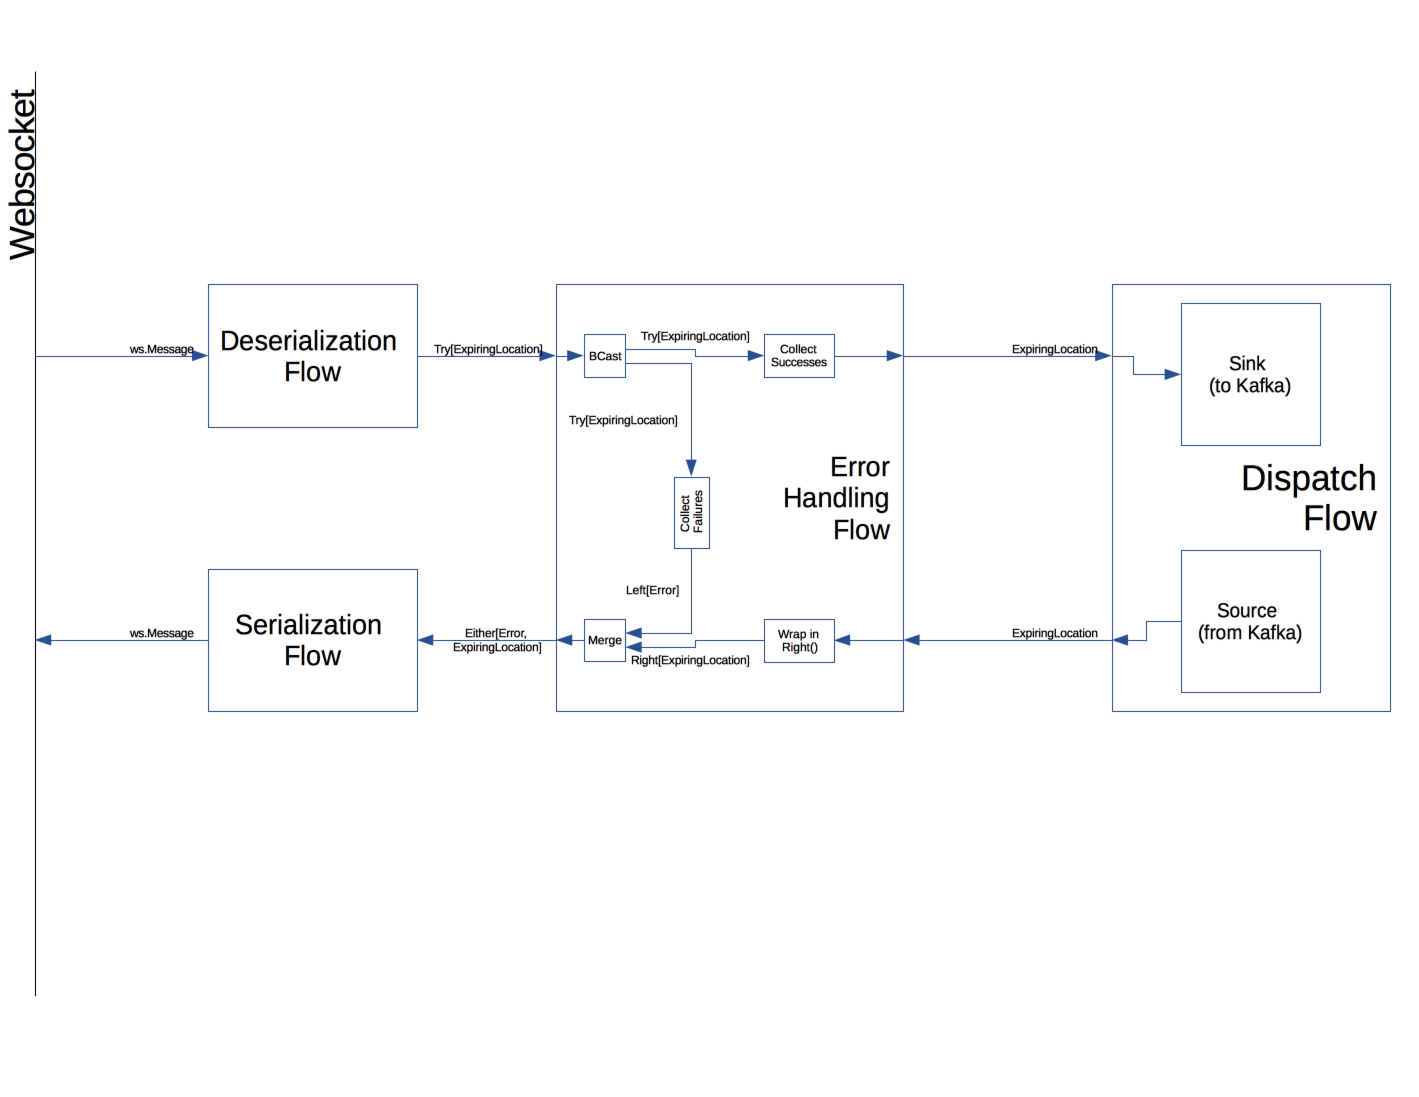 Websocket
ws.Message
Deserialization
Flow
Try[ExpiringLocation]
BCast
Try[ExpiringLocation]
Collect
Successes
ExpiringLocation
Sink
(to Kafka)
Try[ExpiringLocation]
Error
Handling
Flow
Dispatch
Flow
Collect
Failures
Left[Error]
ws.Message
Serialization
Flow
Either[Error,
ExpiringLocation]
Merge
Right[ExpiringLocation]
Wrap in
Right()
ExpiringLocation
Source
(from Kafka)